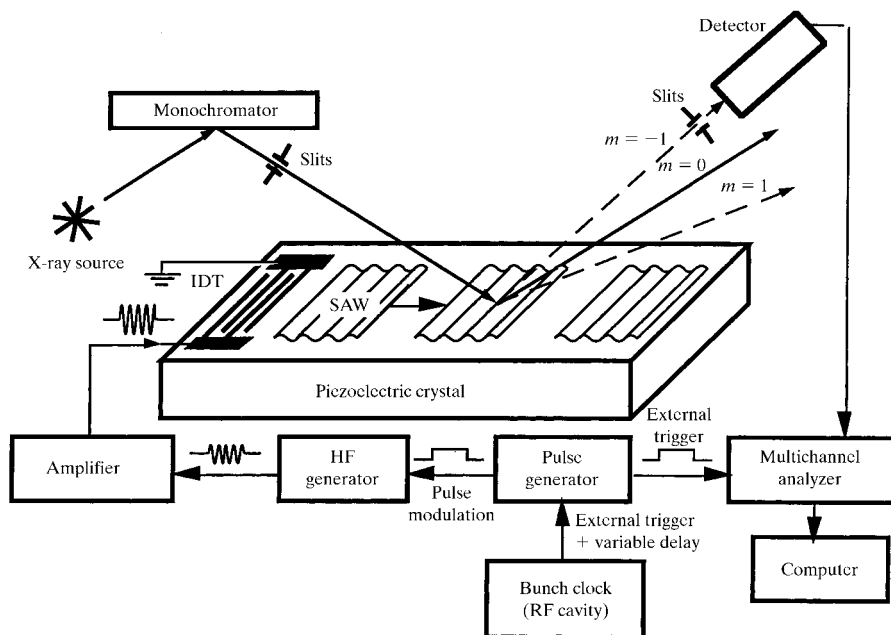 Detector
Monochromator
Slits
Slits
m = −1
m = 0
m = 1
X-ray source
IDT
SAW
Piezoelectric crystal
External
trigger
Amplifier
HF
generator
Pulse
generator
Multichannel
analyzer
Pulse
modulation
External trigger
+ variable delay
Computer
Bunch clock
(RF cavity)